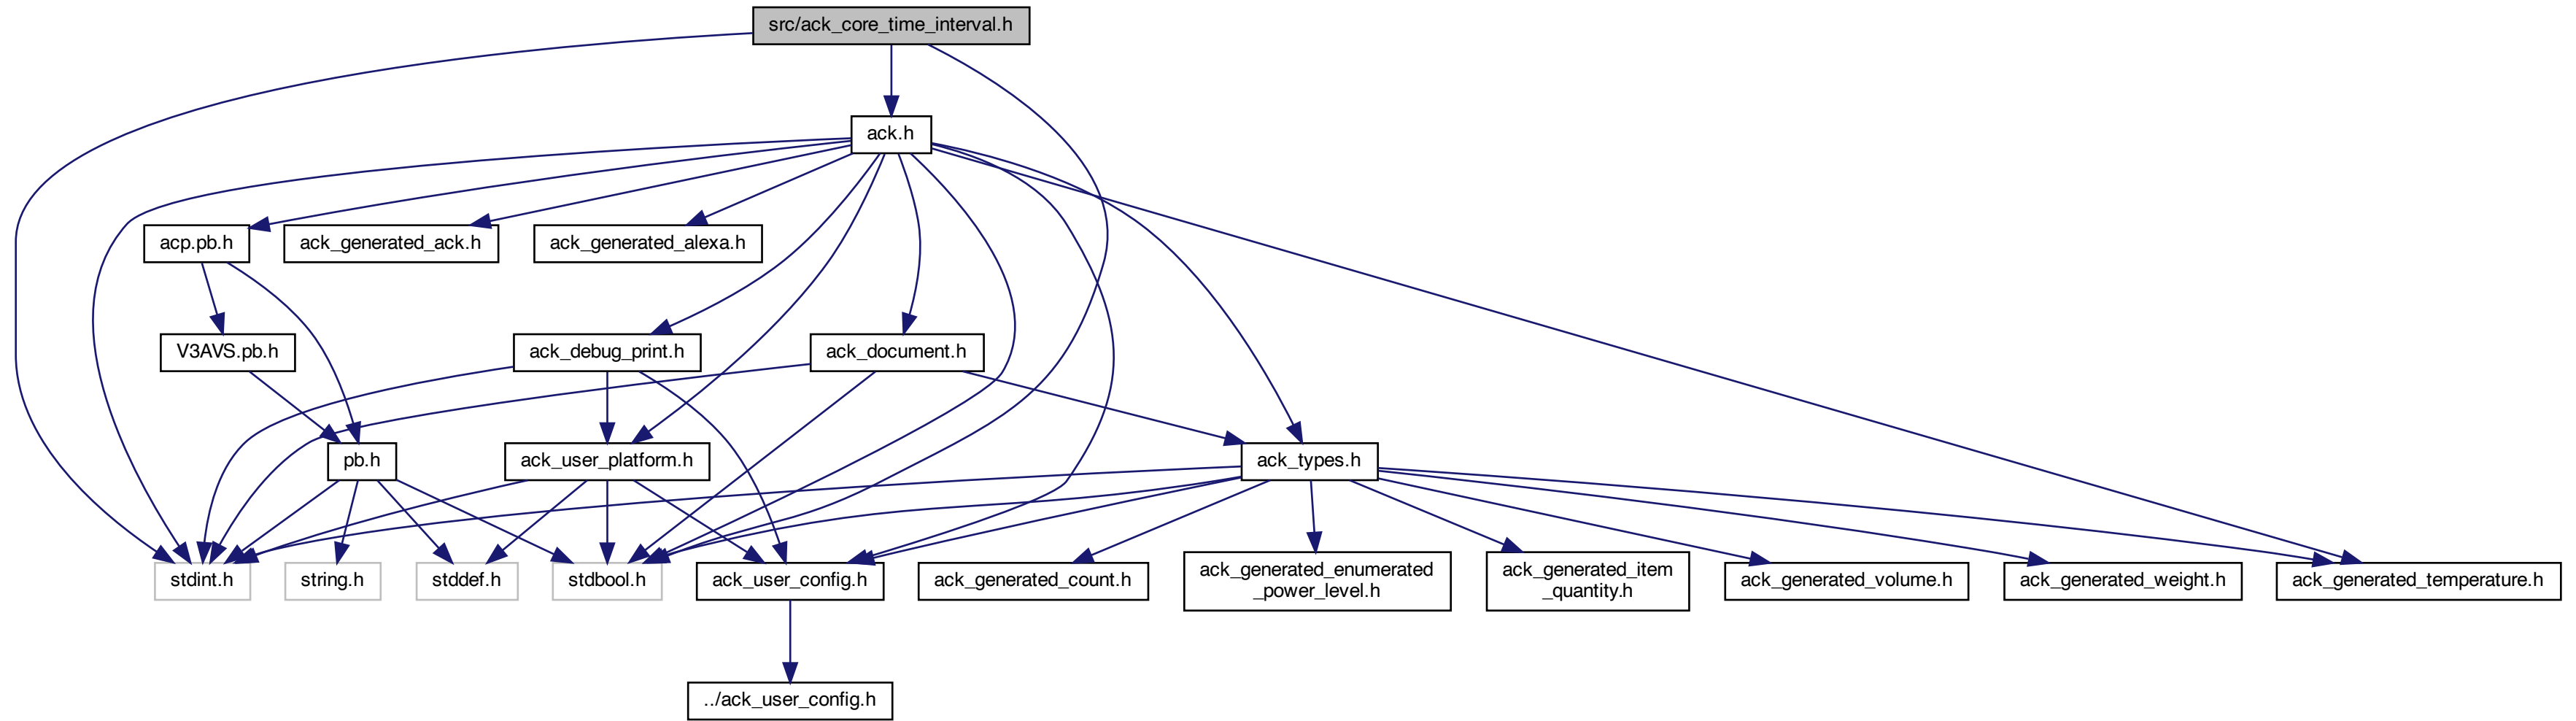 src/ack_core_time_interval.h
ack.h
acp.pb.h
ack_generated_ack.h
ack_generated_alexa.h
V3AVS.pb.h
ack_debug_print.h
ack_document.h
pb.h
ack_user_platform.h
ack_types.h
stdint.h
string.h
stddef.h
stdbool.h
ack_user_config.h
ack_generated_count.h
ack_generated_enumerated
_power_level.h
ack_generated_item
_quantity.h
ack_generated_volume.h
ack_generated_weight.h
ack_generated_temperature.h
../ack_user_config.h